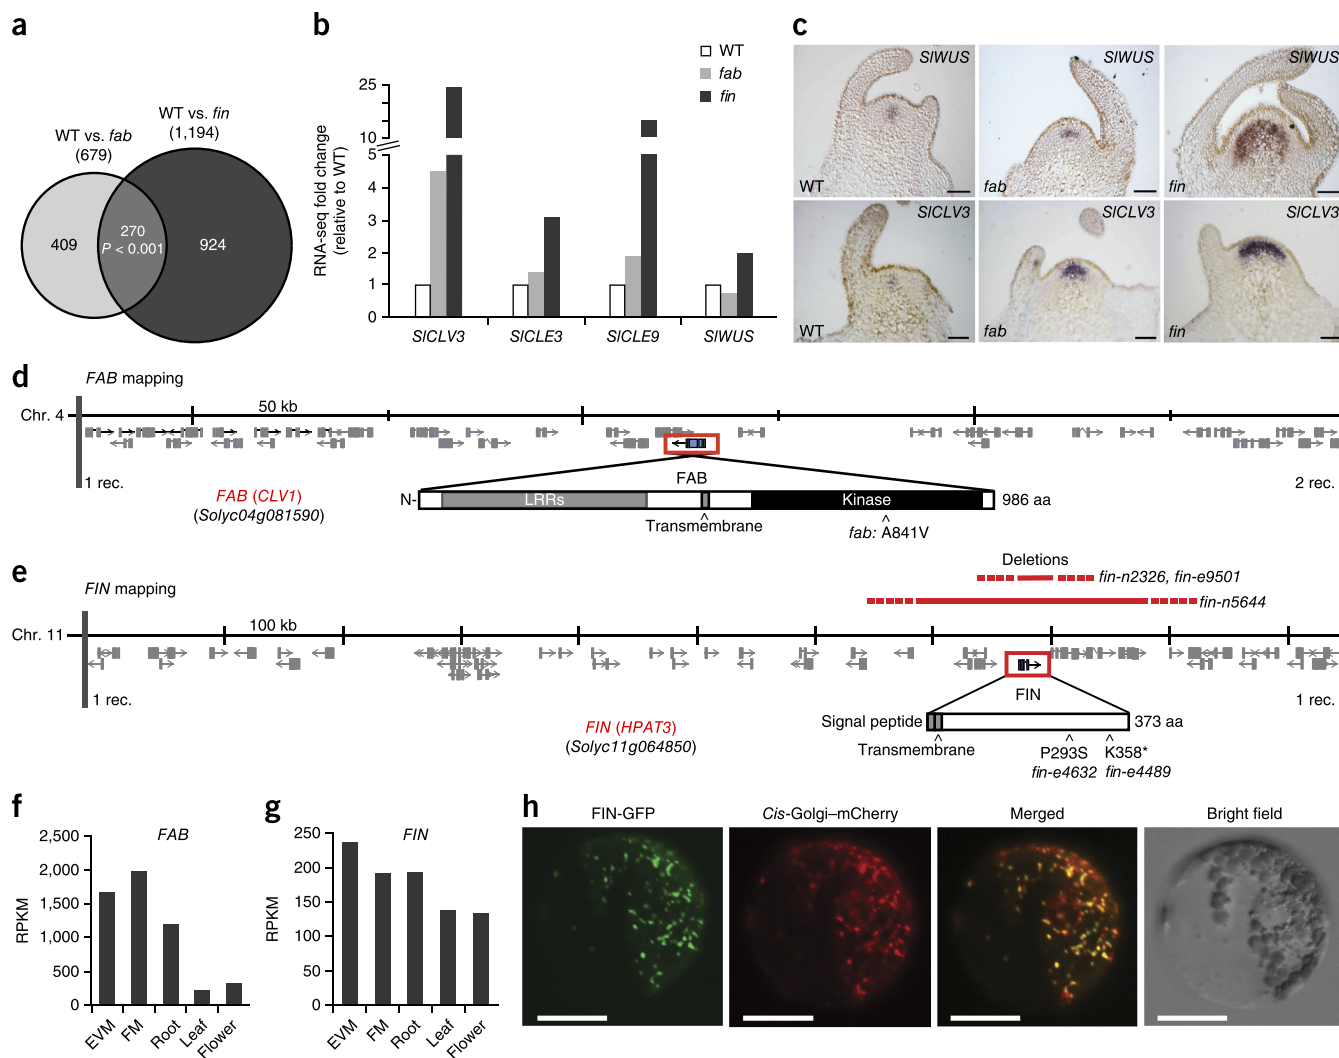 a
WT vs. fab
(679)
WT vs. fin
(1,194)
409
270
P < 0.001
924
b
WT
fab
fin
RNA-seq fold change
(relative to WT)
25
10
5
4
3
2
1
0
SlCLV3
SlCLE3
SlCLE9
SlWUS
c
SlWUS
WT
SlWUS
fab
SlWUS
fin
SlCLV3
WT
SlCLV3
fab
SlCLV3
fin
d
FAB mapping
Chr. 4
50 kb
1 rec.
2 rec.
FAB (CLV1)
(Solyc04g081590)
FAB
N-
LRRs
Kinase
986 aa
Transmembrane
fab: A841V
e
FIN mapping
Deletions
fin-n2326, fin-e9501
fin-n5644
Chr. 11
100 kb
1 rec.
1 rec.
FIN (HPAT3)
(Solyc11g064850)
FIN
Signal peptide
373 aa
Transmembrane
P293S
fin-e4632
K358*
fin-e4489
f
FAB
RPKM
2,500
2,000
1,500
1,000
500
0
EVM
FM
Root
Leaf
Flower
g
FIN
RPKM
250
200
150
100
50
0
EVM
FM
Root
Leaf
Flower
h
FIN-GFP
Cis-Golgi–mCherry
Merged
Bright field